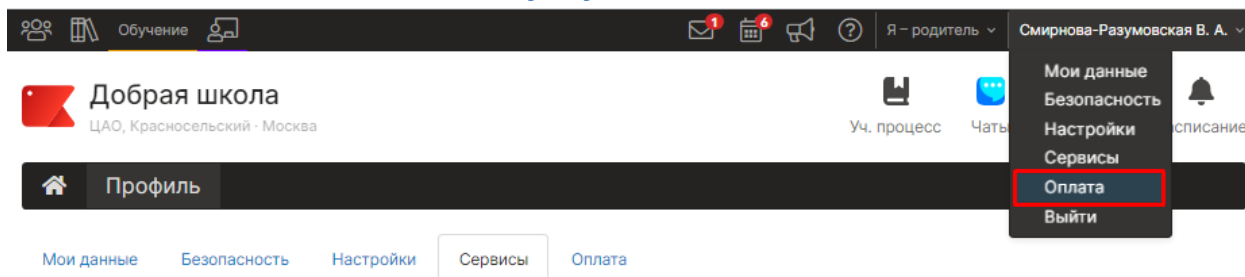 Обучение 1 6 Я – родитель Смирнова-Разумовская В. А.
Добрая школа
ЦАО, Красносельский · Москва
Уч. процесс Чаты
Мои данные
Безопасность
Настройки
Сервисы
Оплата
Выйти
Профиль
Мои данные Безопасность Настройки Сервисы Оплата